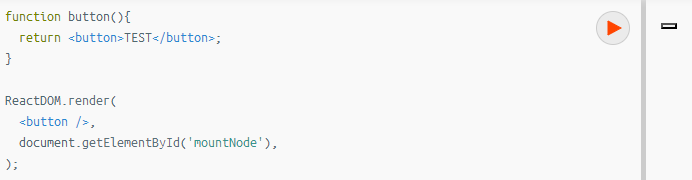 function button(){
  return <button>TEST</button>;
}

ReactDOM.render(
  <button />,
  document.getElementById('mountNode'),
);